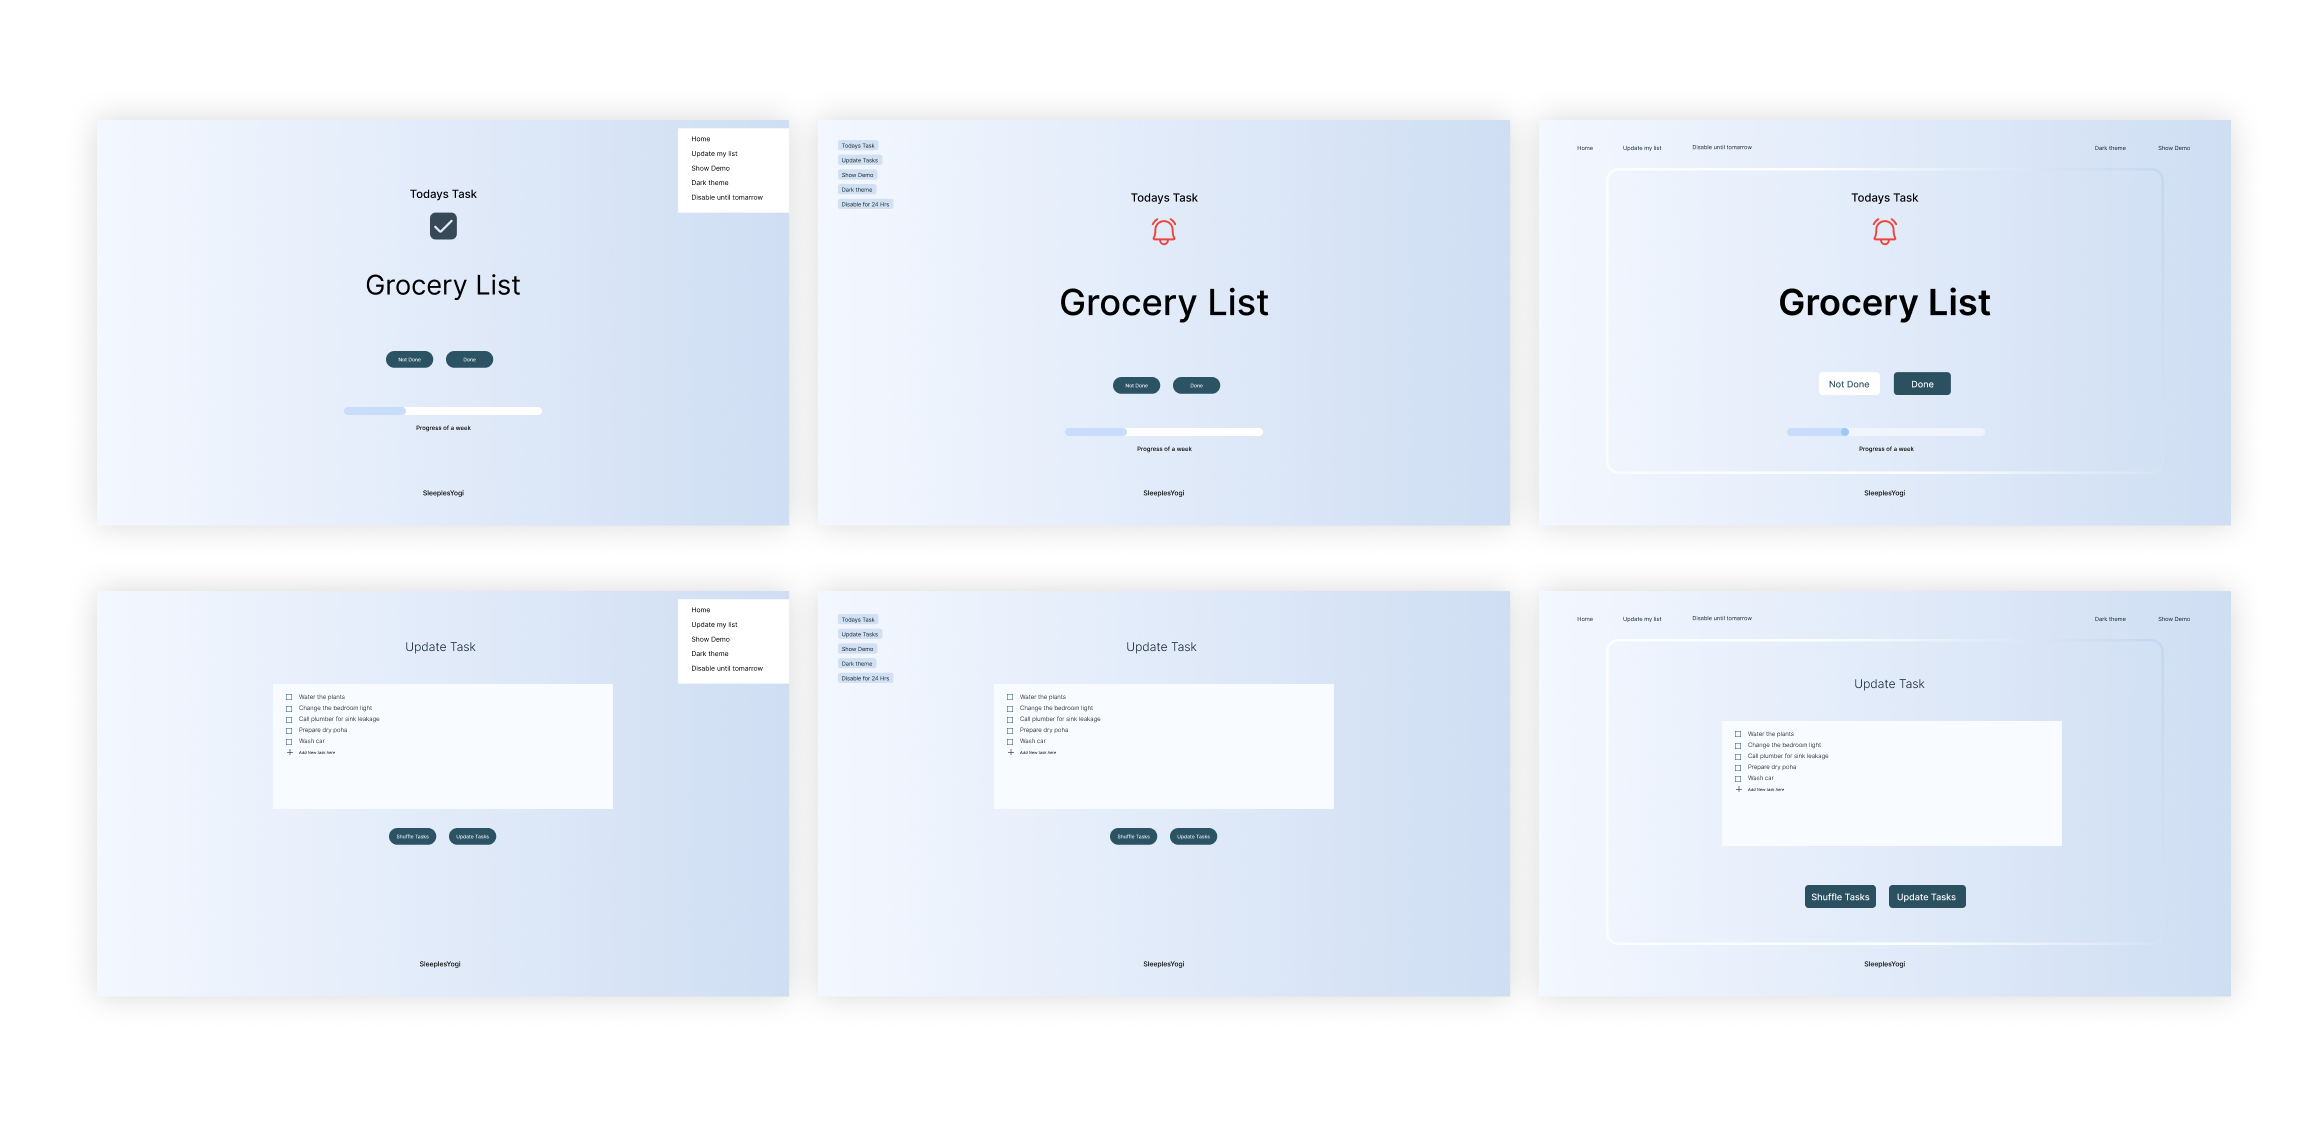 Home
Update my list
Show Demo
Dark theme
Disable until tomorrow
Todays Task
Grocery List
Not Done
Done
Progress of a week
SleeplesYogi
Todays Task
Update Tasks
Show Demo
Dark theme
Disable for 24 Hrs
Todays Task
Grocery List
Not Done
Done
Progress of a week
SleeplesYogi
Home
Update my list
Disable until tomorrow
Dark theme
Show Demo
Todays Task
Grocery List
Not Done
Done
Progress of a week
SleeplesYogi
Home
Update my list
Show Demo
Dark theme
Disable until tomorrow
Update Task
Water the plants
Change the bedroom light
Call plumber for sink leakage
Prepare dry poha
Wash car
Add New task here
Shuffle Tasks
Update Tasks
SleeplesYogi
Todays Task
Update Tasks
Show Demo
Dark theme
Disable for 24 Hrs
Update Task
Water the plants
Change the bedroom light
Call plumber for sink leakage
Prepare dry poha
Wash car
Add New task here
Shuffle Tasks
Update Tasks
SleeplesYogi
Home
Update my list
Disable until tomorrow
Dark theme
Show Demo
Update Task
Water the plants
Change the bedroom light
Call plumber for sink leakage
Prepare dry poha
Wash car
Add New task here
Shuffle Tasks
Update Tasks
SleeplesYogi